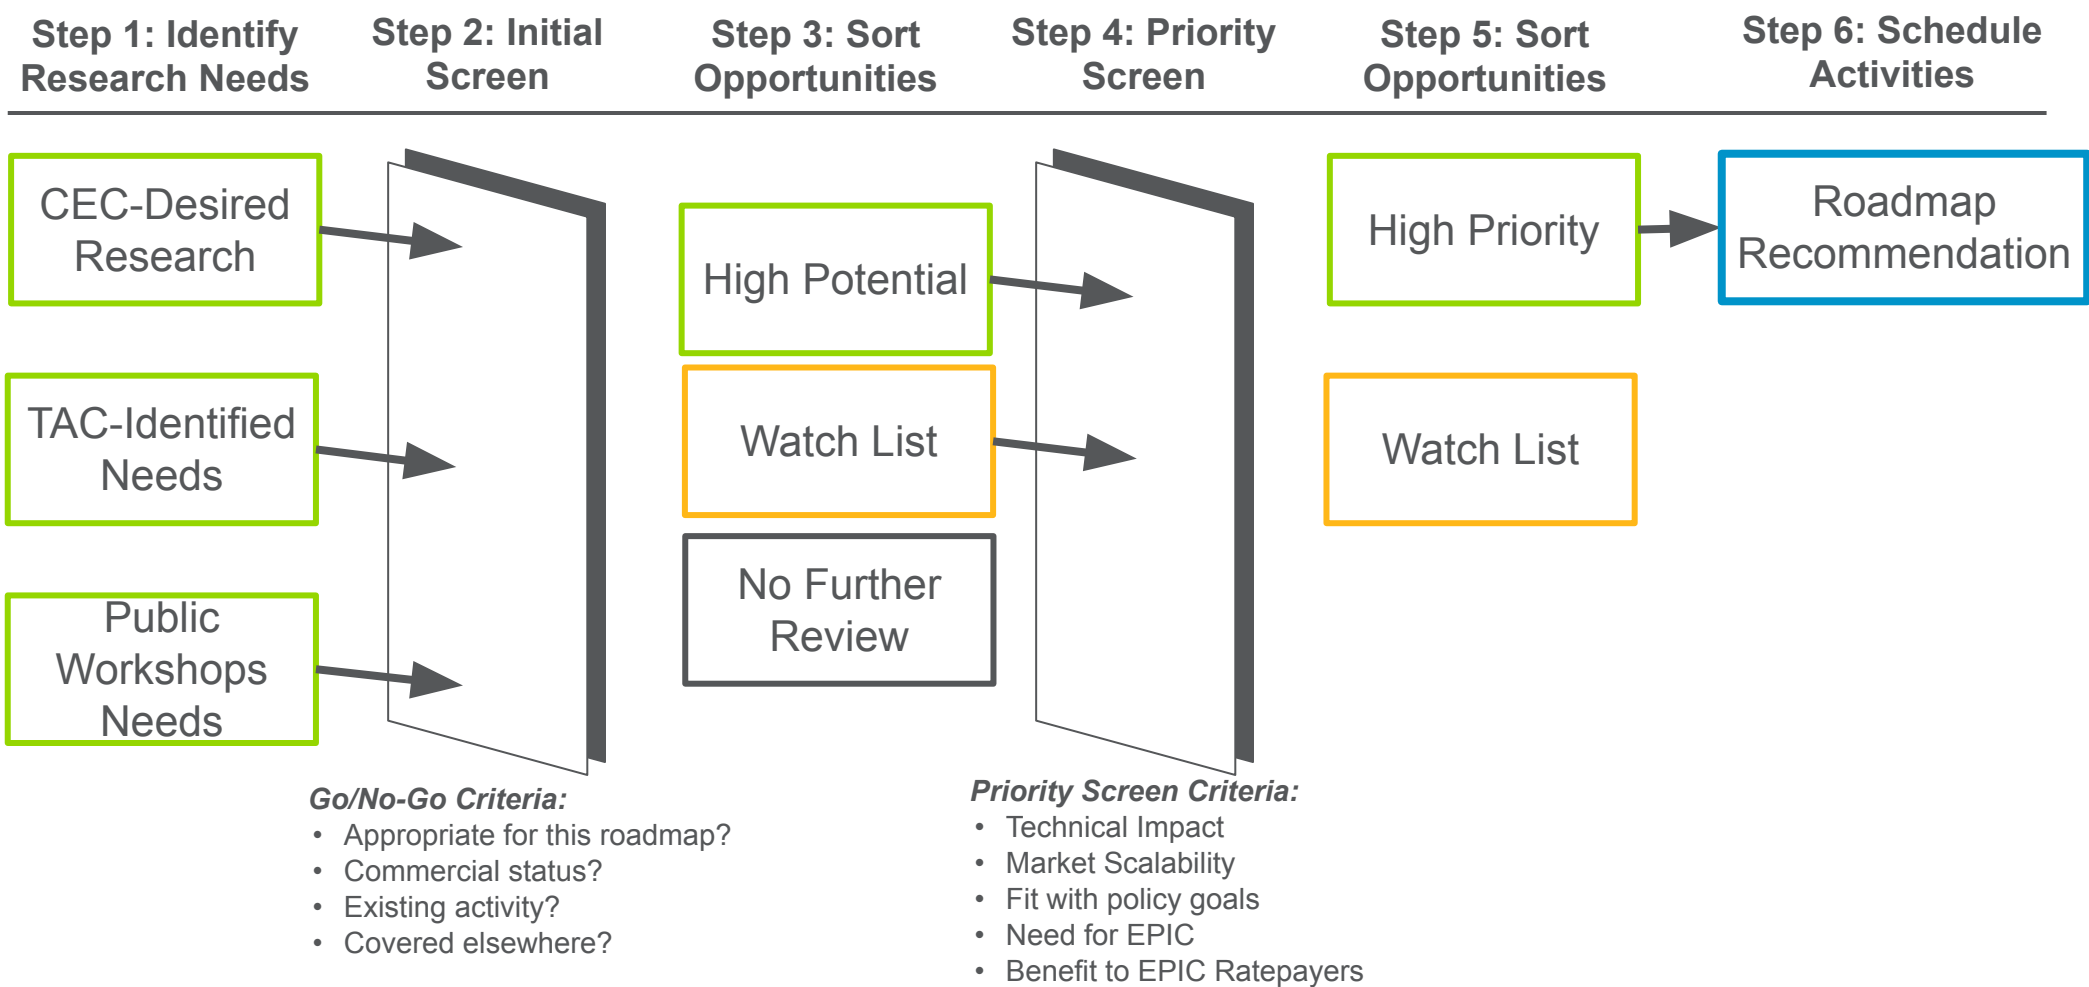 Step 1: Identify
Research Needs
Step 2: Initial
Screen
Step 3: Sort
Opportunities
Step 4: Priority
Screen
Step 5: Sort
Opportunities
Step 6: Schedule
Activities
CEC-Desired
Research
TAC-Identified
Needs
Public
Workshops
Needs
High Potential
Watch List
No Further
Review
High Priority
Watch List
Roadmap
Recommendation
Go/No-Go Criteria:
• Appropriate for this roadmap?
• Commercial status?
• Existing activity?
• Covered elsewhere?
Priority Screen Criteria:
• Technical Impact
• Market Scalability
• Fit with policy goals
• Need for EPIC
• Benefit to EPIC Ratepayers